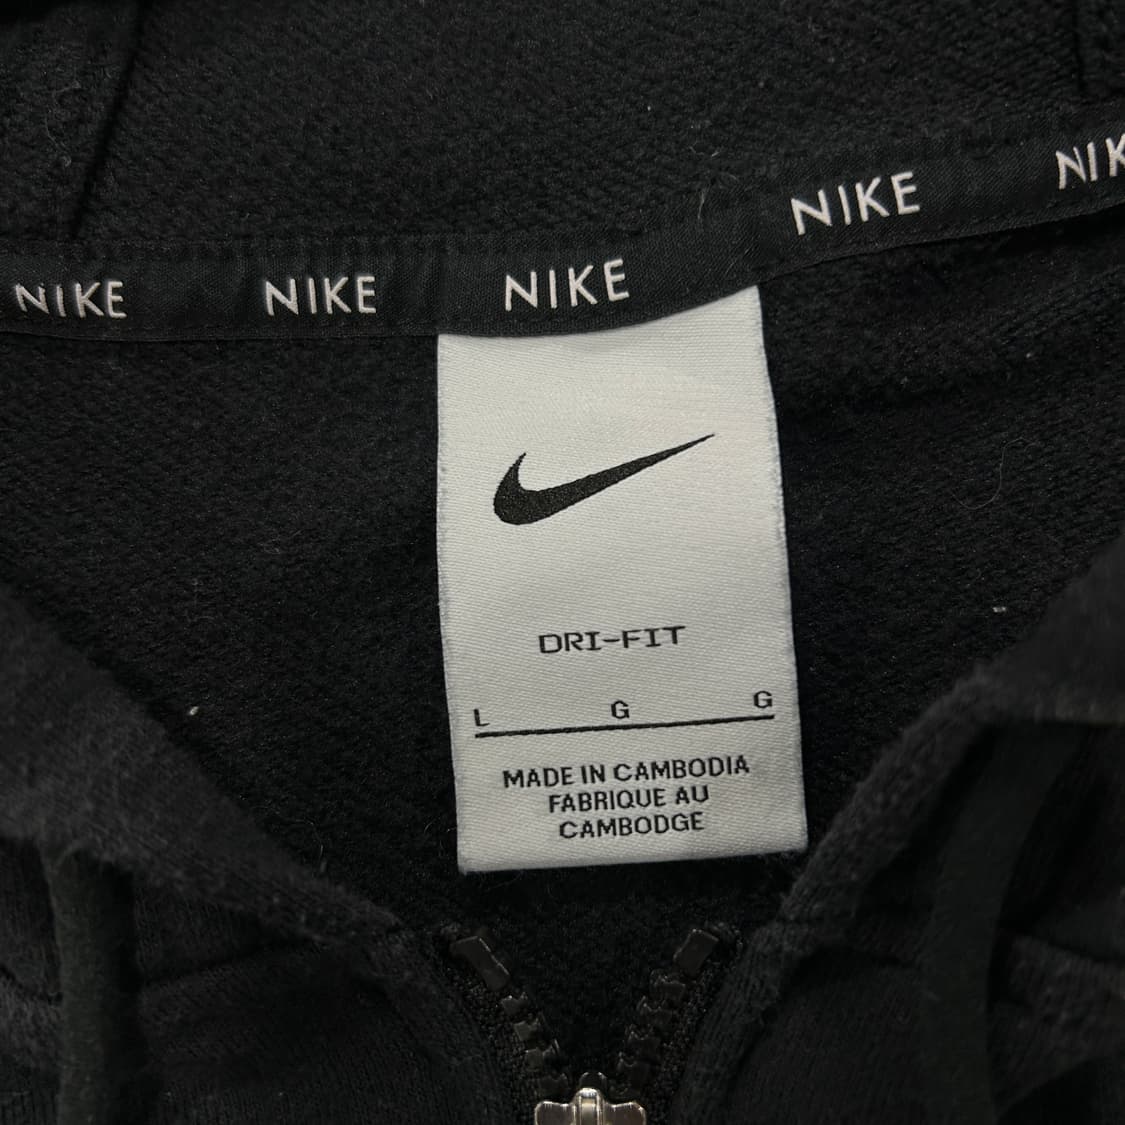 NIKE NIKE NIKE NIKE NIK
DRI-FIT
L G G
MADE IN CAMBODIA
FABRIQUE AU
CAMBODGE